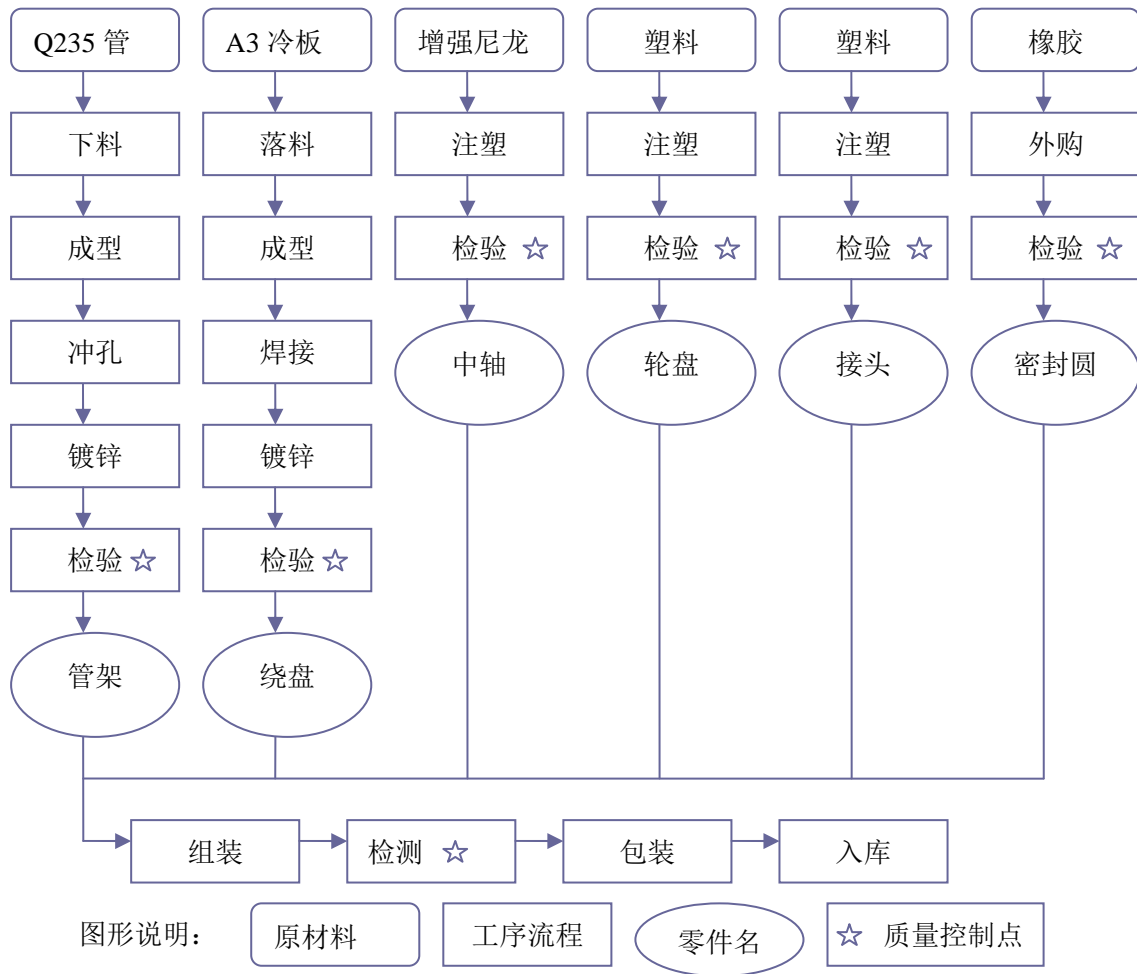 Q235 管 A3 冷板 增强尼龙 塑料 塑料 橡胶
下料 落料 注塑 注塑 注塑 外购
成型 成型 检验 ☆ 检验 ☆ 检验 ☆ 检验 ☆
冲孔 焊接 中轴 轮盘 接头 密封圆
镀锌 镀锌
检验 ☆ 检验 ☆
管架 绕盘
组装 检测 ☆ 包装 入库
图形说明： 原材料 工序流程 零件名 ☆ 质量控制点